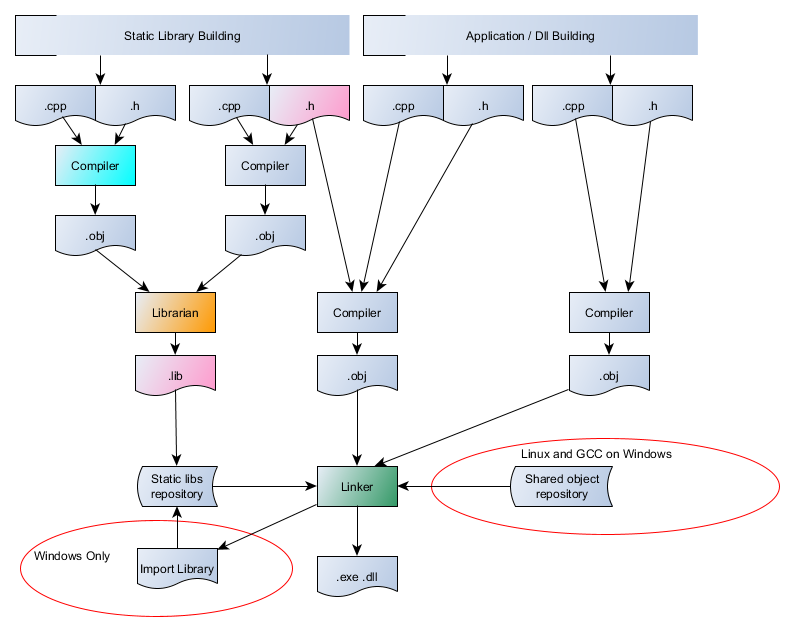 Static Library Building
Application / Dll Building
.cpp
.h
.cpp
.h
.cpp
.h
.cpp
.h
Compiler
Compiler
.obj
.obj
Librarian
Compiler
Compiler
.lib
.obj
.obj
Linux and GCC on Windows
Static libs
repository
Linker
Shared object
repository
Windows Only
Import Library
.exe .dll